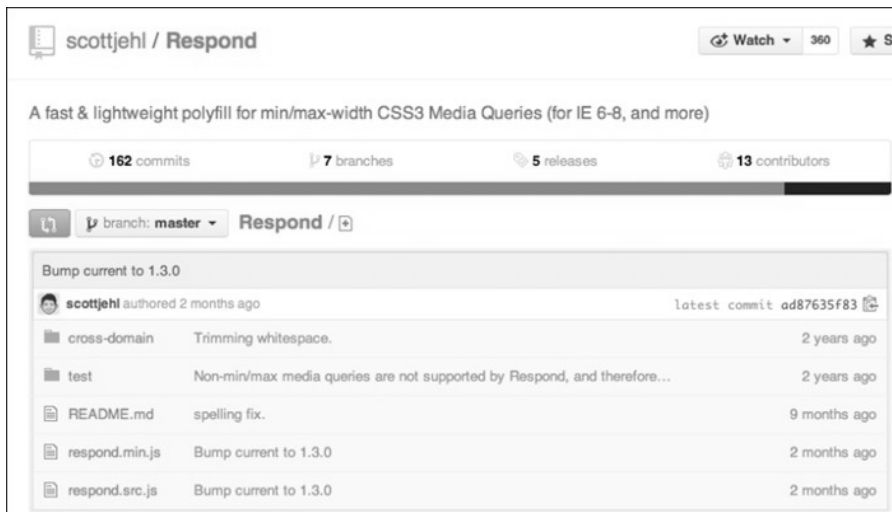 scottjehl / Respond
Watch 360
A fast & lightweight polyfill for min/max-width CSS3 Media Queries (for IE 6-8, and more)
162 commits 7 branches 5 releases 13 contributors
branch: master Respond /
Bump current to 1.3.0
scottjehl authored 2 months ago latest commit ad87635f83
cross-domain Trimming whitespace. 2 years ago
test Non-min/max media queries are not supported by Respond, and therefore… 2 years ago
README.md spelling fix. 9 months ago
respond.min.js Bump current to 1.3.0 2 months ago
respond.src.js Bump current to 1.3.0 2 months ago